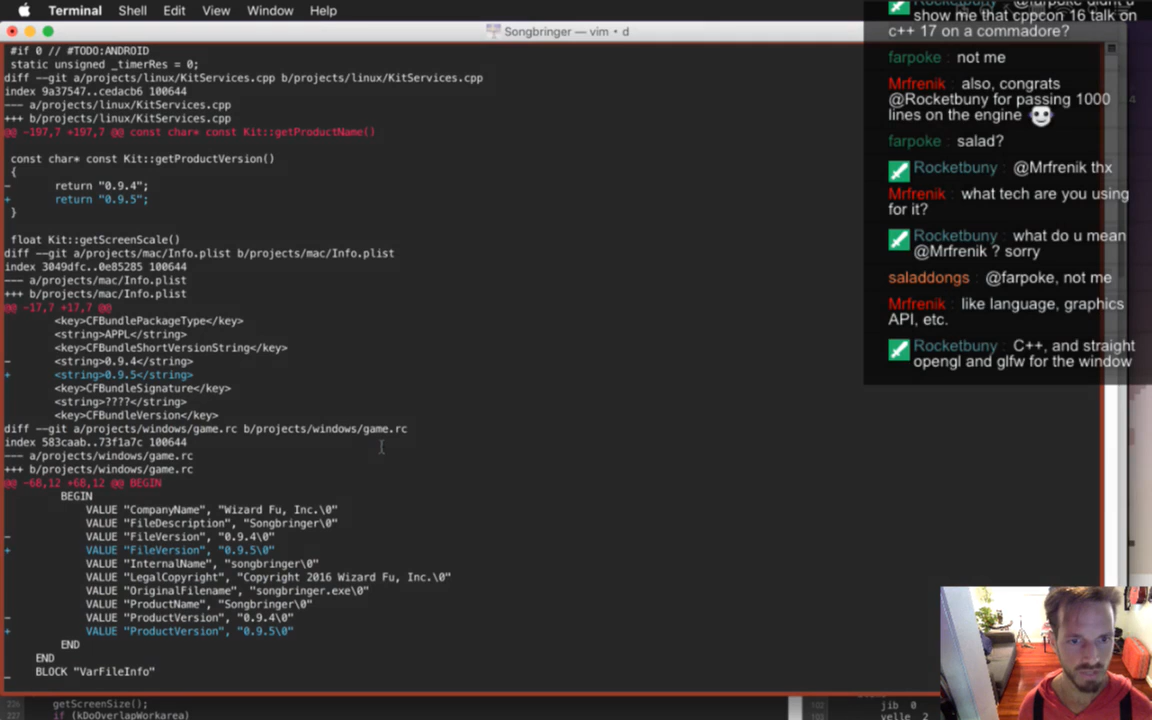 Terminal Shell Edit View Window Help
Songbringer — vim • d
#if 0 // #TODO:ANDROID
static unsigned _timerRes = 0;
diff --git a/projects/linux/KitServices.cpp b/projects/linux/KitServices.cpp
index 9a37547..cedacb6 100644
--- a/projects/linux/KitServices.cpp
+++ b/projects/linux/KitServices.cpp
@@ -197,7 +197,7 @@ const char* const Kit::getProductName()
const char* const Kit::getProductVersion()
{
- return "0.9.4";
+ return "0.9.5";
}
float Kit::getScreenScale()
diff --git a/projects/mac/Info.plist b/projects/mac/Info.plist
index 3049dfc..0e85285 100644
--- a/projects/mac/Info.plist
+++ b/projects/mac/Info.plist
@@ -17,7 +17,7 @@
<key>CFBundlePackageType</key>
<string>APPL</string>
<key>CFBundleShortVersionString</key>
- <string>0.9.4</string>
+ <string>0.9.5</string>
<key>CFBundleSignature</key>
<string>????</string>
<key>CFBundleVersion</key>
diff --git a/projects/windows/game.rc b/projects/windows/game.rc
index 583caab..73f1a7c 100644
--- a/projects/windows/game.rc
+++ b/projects/windows/game.rc
@@ -68,12 +68,12 @@ BEGIN
BEGIN
VALUE "CompanyName", "Wizard Fu, Inc.\0"
VALUE "FileDescription", "Songbringer\0"
- VALUE "FileVersion", "0.9.4\0"
+ VALUE "FileVersion", "0.9.5\0"
VALUE "InternalName", "songbringer\0"
VALUE "LegalCopyright", "Copyright 2016 Wizard Fu, Inc.\0"
VALUE "OriginalFilename", "songbringer.exe\0"
VALUE "ProductName", "Songbringer\0"
- VALUE "ProductVersion", "0.9.4\0"
+ VALUE "ProductVersion", "0.9.5\0"
END
END
BLOCK "VarFileInfo"
226 getScreenSize();
227 if (kDoOverlapWorkarea)
102 jib 0
103 yelle 2
show me that cppcon 16 talk on
c++ 17 on a commadore?
farpoke : not me
Mrfrenik : also, congrats
@Rocketbuny for passing 1000
lines on the engine
farpoke : salad?
Rocketbuny : @Mrfrenik thx
Mrfrenik : what tech are you using
for it?
Rocketbuny : what do u mean
@Mrfrenik ? sorry
saladdongs : @farpoke, not me
Mrfrenik : like language, graphics
API, etc.
Rocketbuny : C++, and straight
opengl and glfw for the window